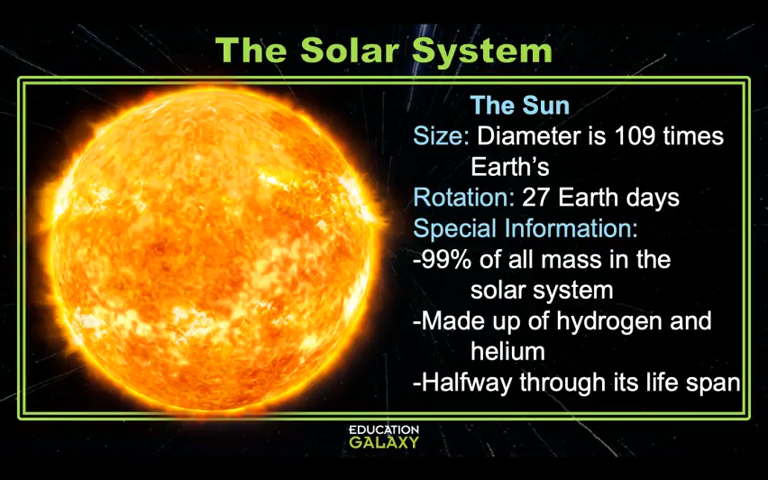 The Solar System
The Sun
Size: Diameter is 109 times
Earth's
Rotation: 27 Earth days
Special Information:
-99% of all mass in the
solar system
-Made up of hydrogen and
helium
-Halfway through its life span
EDUCATION
GALAXY